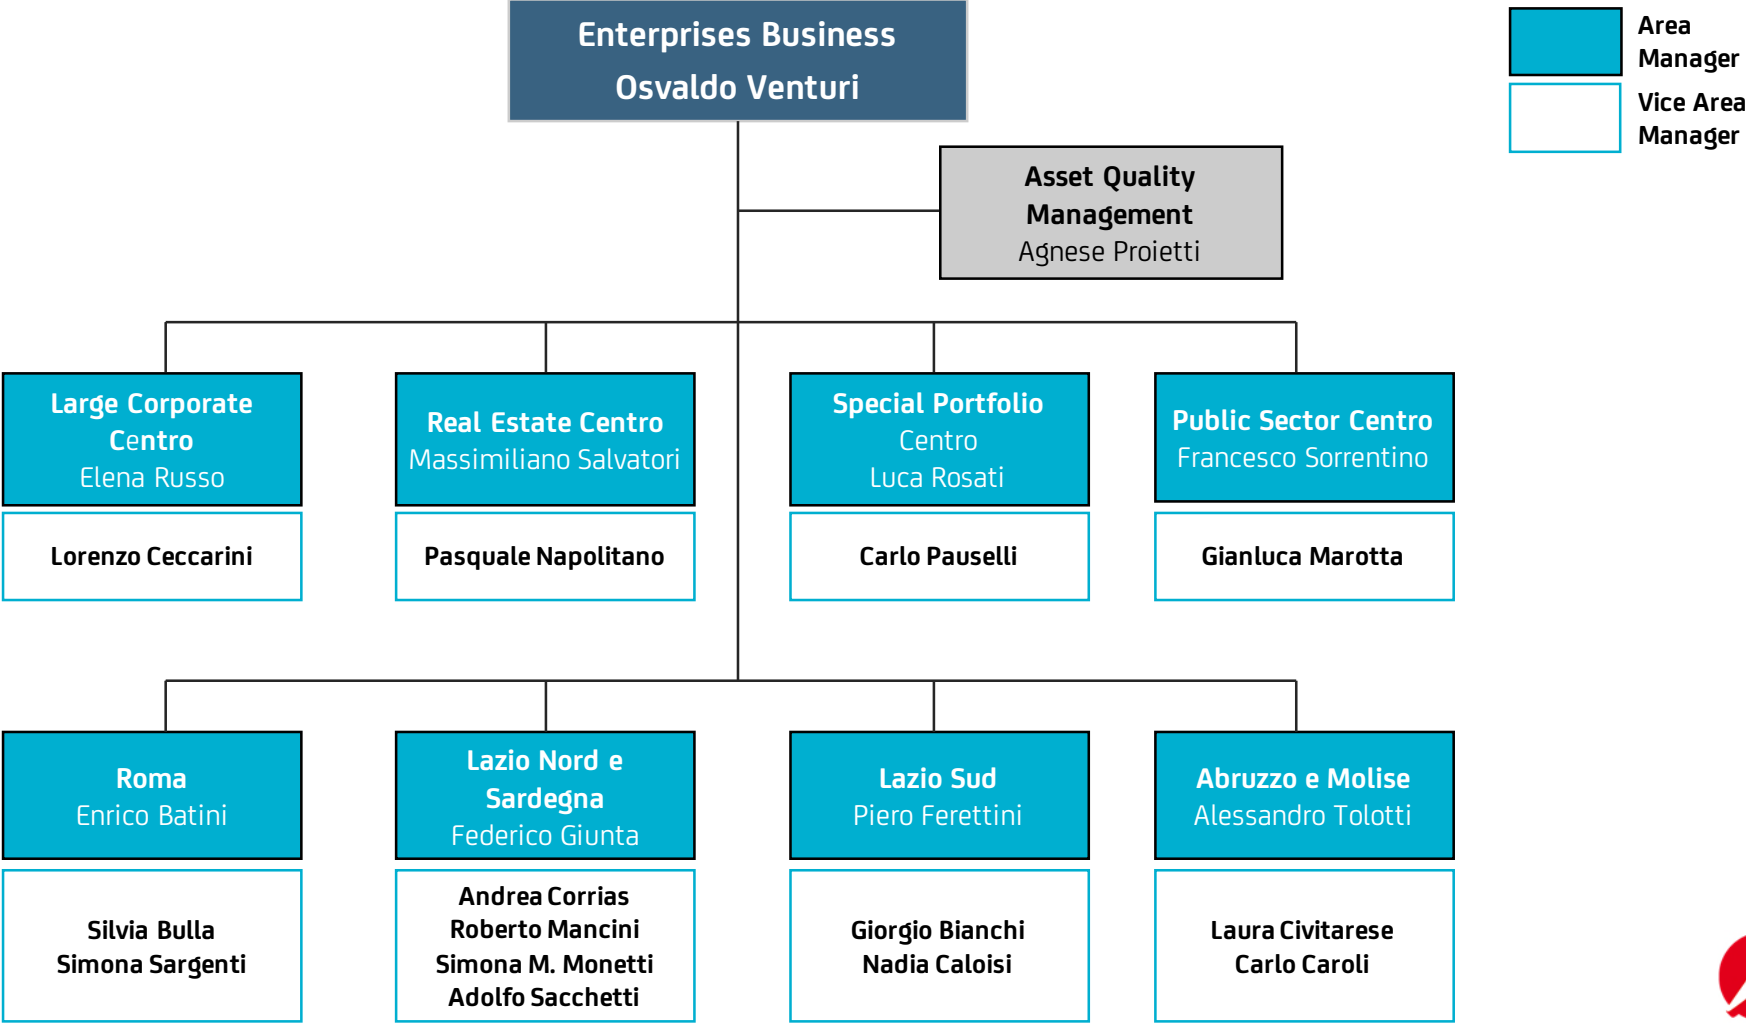 Enterprises Business
Osvaldo Venturi
Area
Manager
Vice Area
Manager
Asset Quality
Management
Agnese Proietti
Large Corporate
Centro
Elena Russo
Lorenzo Ceccarini
Real Estate Centro
Massimiliano Salvatori
Pasquale Napolitano
Special Portfolio
Centro
Luca Rosati
Carlo Pauselli
Public Sector Centro
Francesco Sorrentino
Gianluca Marotta
Roma
Enrico Batini
Silvia Bulla
Simona Sargenti
Lazio Nord e
Sardegna
Federico Giunta
Andrea Corrias
Roberto Mancini
Simona M. Monetti
Adolfo Sacchetti
Lazio Sud
Piero Ferettini
Giorgio Bianchi
Nadia Caloisi
Abruzzo e Molise
Alessandro Tolotti
Laura Civitarese
Carlo Caroli